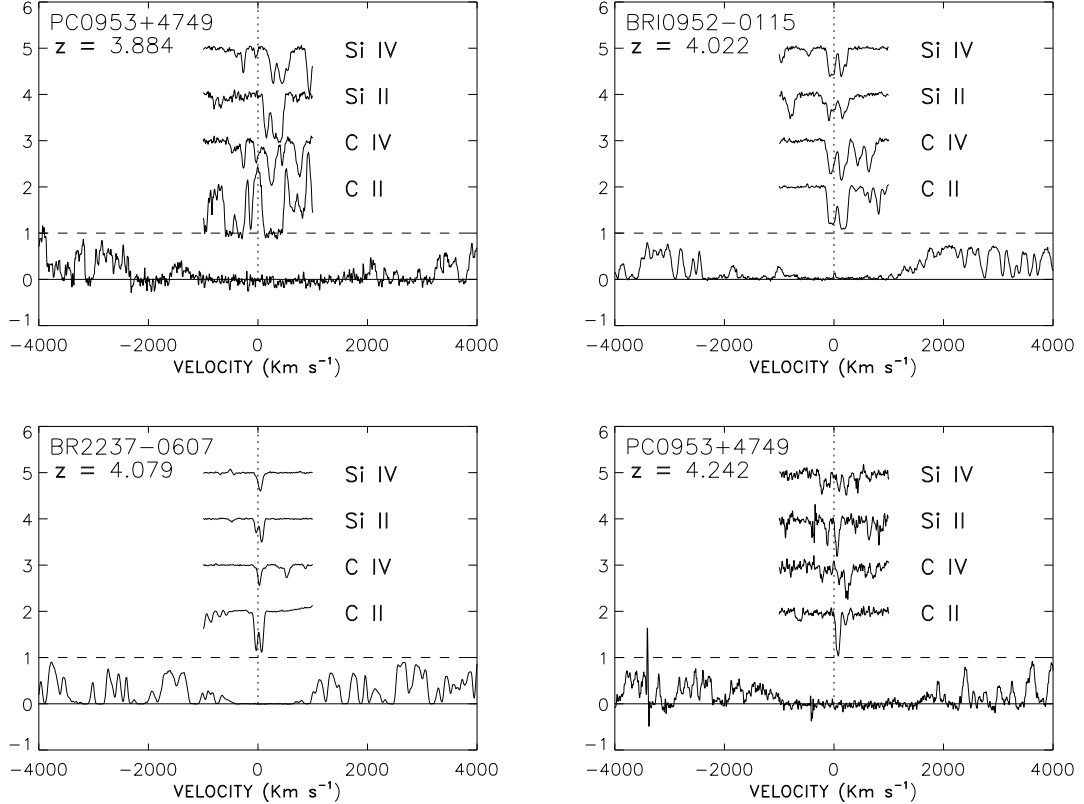 PC0953+4749
z = 3.884
Si IV
Si II
C IV
C II
6
5
4
3
2
1
0
−1
−4000 −2000 0 2000 4000
VELOCITY (Km s⁻¹)
BRI0952−0115
z = 4.022
Si IV
Si II
C IV
C II
6
5
4
3
2
1
0
−1
−4000 −2000 0 2000 4000
VELOCITY (Km s⁻¹)
BR2237−0607
z = 4.079
Si IV
Si II
C IV
C II
6
5
4
3
2
1
0
−1
−4000 −2000 0 2000 4000
VELOCITY (Km s⁻¹)
PC0953+4749
z = 4.242
Si IV
Si II
C IV
C II
6
5
4
3
2
1
0
−1
−4000 −2000 0 2000 4000
VELOCITY (Km s⁻¹)